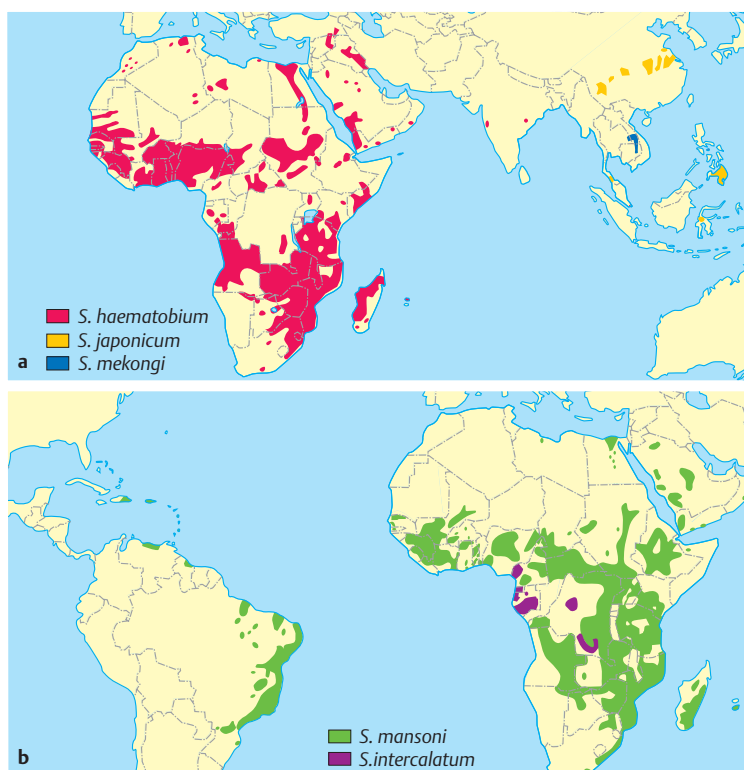 S. haematobium
S. japonicum
a
S. mekongi
S. mansoni
b
S.intercalatum